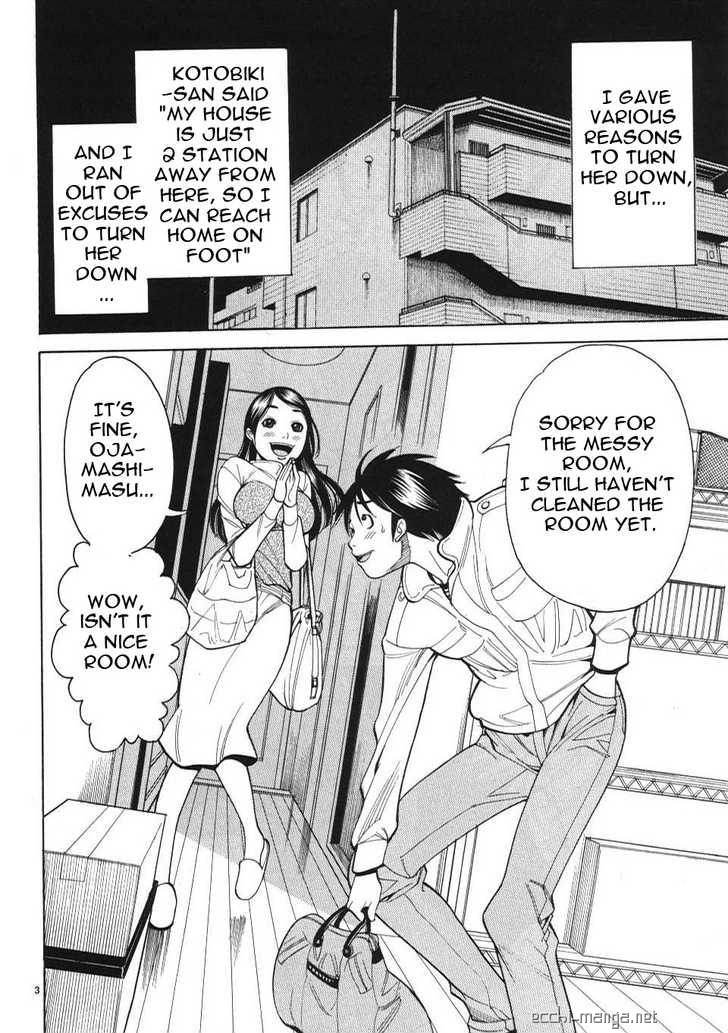 I GAVE
VARIOUS
REASONS
TO TURN
HER DOWN,
BUT...
KOTOBIKI
-SAN SAID
"MY HOUSE
IS JUST
2 STATION
AWAY FROM
HERE, SO I
CAN REACH
HOME ON
FOOT"
AND I
RAN
OUT OF
EXCUSES
TO TURN
HER
DOWN
...
SORRY FOR
THE MESSY
ROOM,
I STILL HAVEN'T
CLEANED THE
ROOM YET.
IT'S
FINE,
OJA-
MASHI-
MASU...
WOW,
ISN'T IT
A NICE
ROOM!
3
ecchi-manga.net